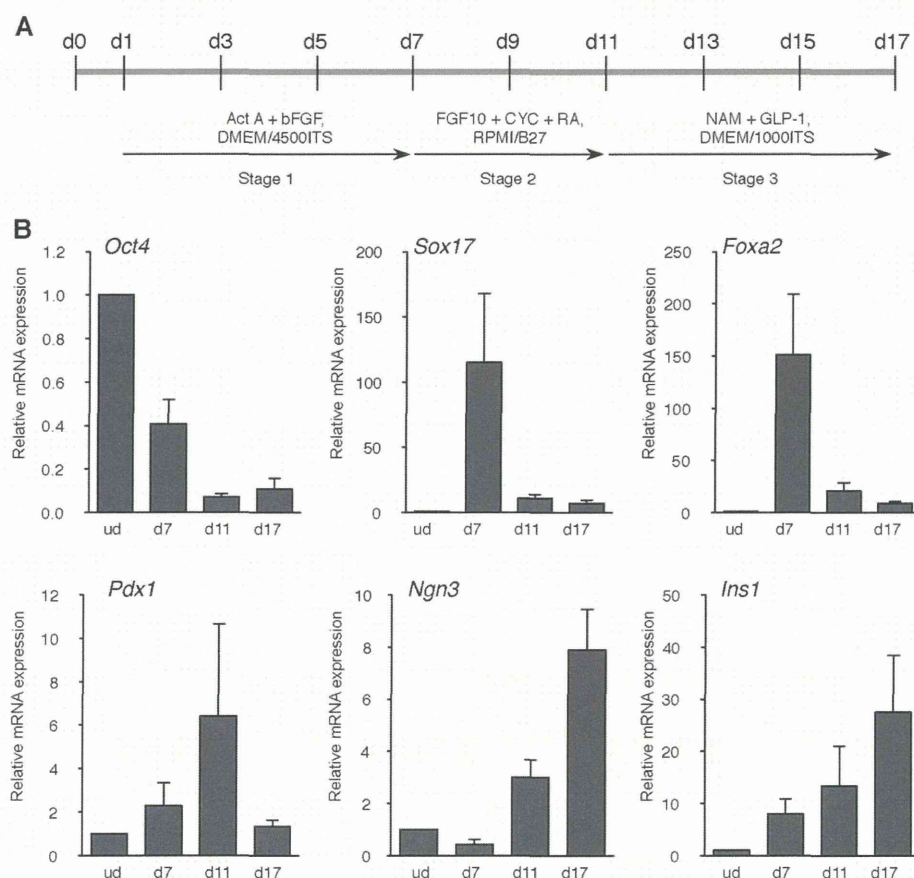 A
d0 d1 d3 d5 d7 d9 d11 d13 d15 d17
Act A + bFGF,
DMEM/4500ITS
Stage 1
FGF10 + CYC + RA,
RPMI/B27
Stage 2
NAM + GLP-1,
DMEM/1000ITS
Stage 3
B
Oct4
Relative mRNA expression
1.2
1.0
0.8
0.6
0.4
0.2
0.0
ud d7 d11 d17
Sox17
Relative mRNA expression
200
150
100
50
0
ud d7 d11 d17
Foxa2
Relative mRNA expression
250
200
150
100
50
0
ud d7 d11 d17
Pdx1
Relative mRNA expression
12
10
8
6
4
2
0
ud d7 d11 d17
Ngn3
Relative mRNA expression
10
8
6
4
2
0
ud d7 d11 d17
Ins1
Relative mRNA expression
50
40
30
20
10
0
ud d7 d11 d17